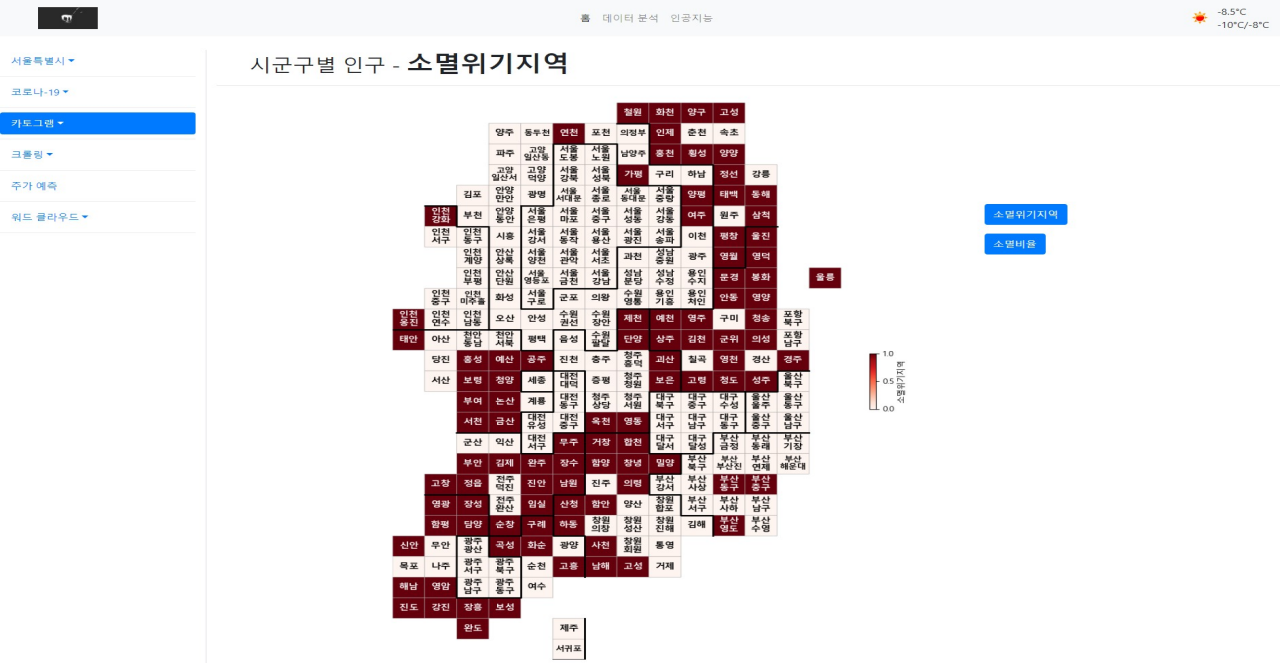 홈 데이터 분석 인공지능
-8.5°C
-10°C/-8°C
서울특별시
코로나-19
카토그램
크롤링
주가 예측
워드 클라우드
시군구별 인구 - 소멸위기지역
철원 화천 양구 고성
양주 동두천 연천 포천 의정부 인제 춘천 속초
파주 고양 일산동 서울 도봉 서울 노원 남양주 홍천 횡성 양양
고양 일산서 고양 덕양 서울 강북 서울 성북 가평 구리 하남 정선 강릉
김포 안양 만안 광명 서울 서대문 서울 종로 서울 동대문 서울 중랑 양평 태백 동해
인천 강화 부천 안양 동안 서울 은평 서울 마포 서울 중구 서울 성동 서울 강동 여주 원주 삼척
인천 서구 인천 동구 시흥 서울 강서 서울 동작 서울 용산 서울 광진 서울 송파 이천 평창 울진
인천 계양 안산 상록 서울 양천 서울 관악 서울 서초 과천 성남 중원 광주 영월 영덕
인천 부평 안산 단원 서울 영등포 서울 금천 서울 강남 성남 분당 성남 수정 용인 수지 문경 봉화 울릉
인천 중구 인천 미추홀 화성 서울 구로 군포 의왕 수원 영통 용인 기흥 용인 처인 안동 영양
인천 옹진 인천 연수 인천 남동 오산 안성 수원 권선 수원 장안 제천 예천 영주 구미 청송 포항 북구
태안 아산 천안 동남 천안 서북 평택 음성 수원 팔달 단양 상주 김천 군위 의성 포항 남구
당진 홍성 예산 공주 진천 충주 청주 흥덕 괴산 칠곡 영천 경산 경주
서산 보령 청양 세종 대전 대덕 증평 청주 청원 보은 고령 청도 성주 울산 북구
부여 논산 계룡 대전 동구 청주 상당 청주 서원 대구 북구 대구 중구 대구 수성 울산 울주 울산 동구
서천 금산 대전 유성 대전 중구 옥천 영동 대구 서구 대구 남구 대구 동구 울산 중구 울산 남구
군산 익산 대전 서구 무주 거창 합천 대구 달서 대구 달성 부산 금정 부산 동래 부산 기장
부안 김제 완주 장수 함양 창녕 밀양 부산 북구 부산 부산진 부산 연제 부산 해운대
고창 정읍 전주 덕진 진안 남원 진주 의령 부산 강서 부산 사상 부산 동구 부산 중구
영광 장성 전주 완산 임실 산청 함안 양산 창원 합포 부산 서구 부산 사하 부산 남구
함평 담양 순창 구례 하동 창원 의창 창원 성산 창원 진해 김해 부산 영도 부산 수영
신안 무안 광주 광산 곡성 화순 광양 사천 창원 회원 통영
목포 나주 광주 서구 광주 북구 순천 고흥 남해 고성 거제
해남 영암 광주 남구 광주 동구 여수
진도 강진 장흥 보성
완도 제주
서귀포
소멸위기지역
소멸비율
1.0
0.5
0.0
소멸위기지역